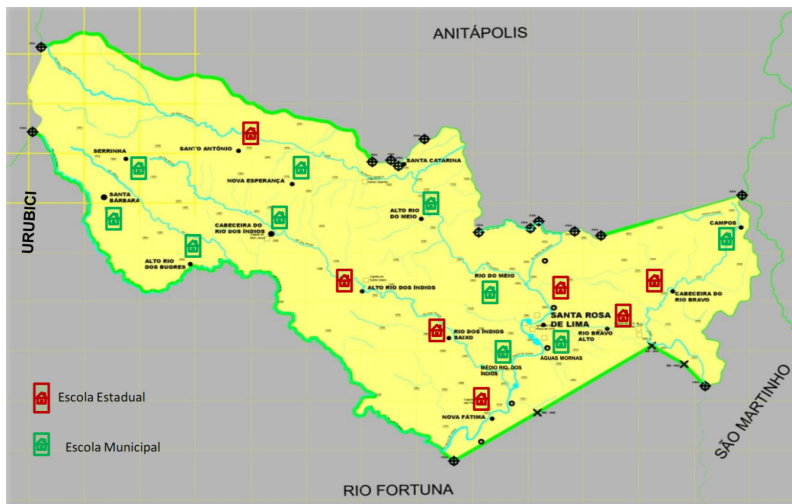 ANITÁPOLIS
SANTO ANTÔNIO
SERRINHA
SANTA CATARINA
NOVA ESPERANÇA
SANTA
BÁRBARA
URUBICI
CABECEIRA DO
RIO DOS ÍNDIOS
ALTO RIO
DO MEIO
CAMPOS
ALTO RIO
DOS BUGRES
RIO DO MEIO
ALTO RIO DOS ÍNDIOS
CABECEIRA DO
RIO BRAVO
SANTA ROSA
DE LIMA
RIO DOS ÍNDIOS
BAIXO
RIO BRAVO
ALTO
ÁGUAS MORNAS
MÉDIO RIO DOS
ÍNDIOS
NOVA FÁTIMA
Escola Estadual
Escola Municipal
SÃO MARTINHO
RIO FORTUNA